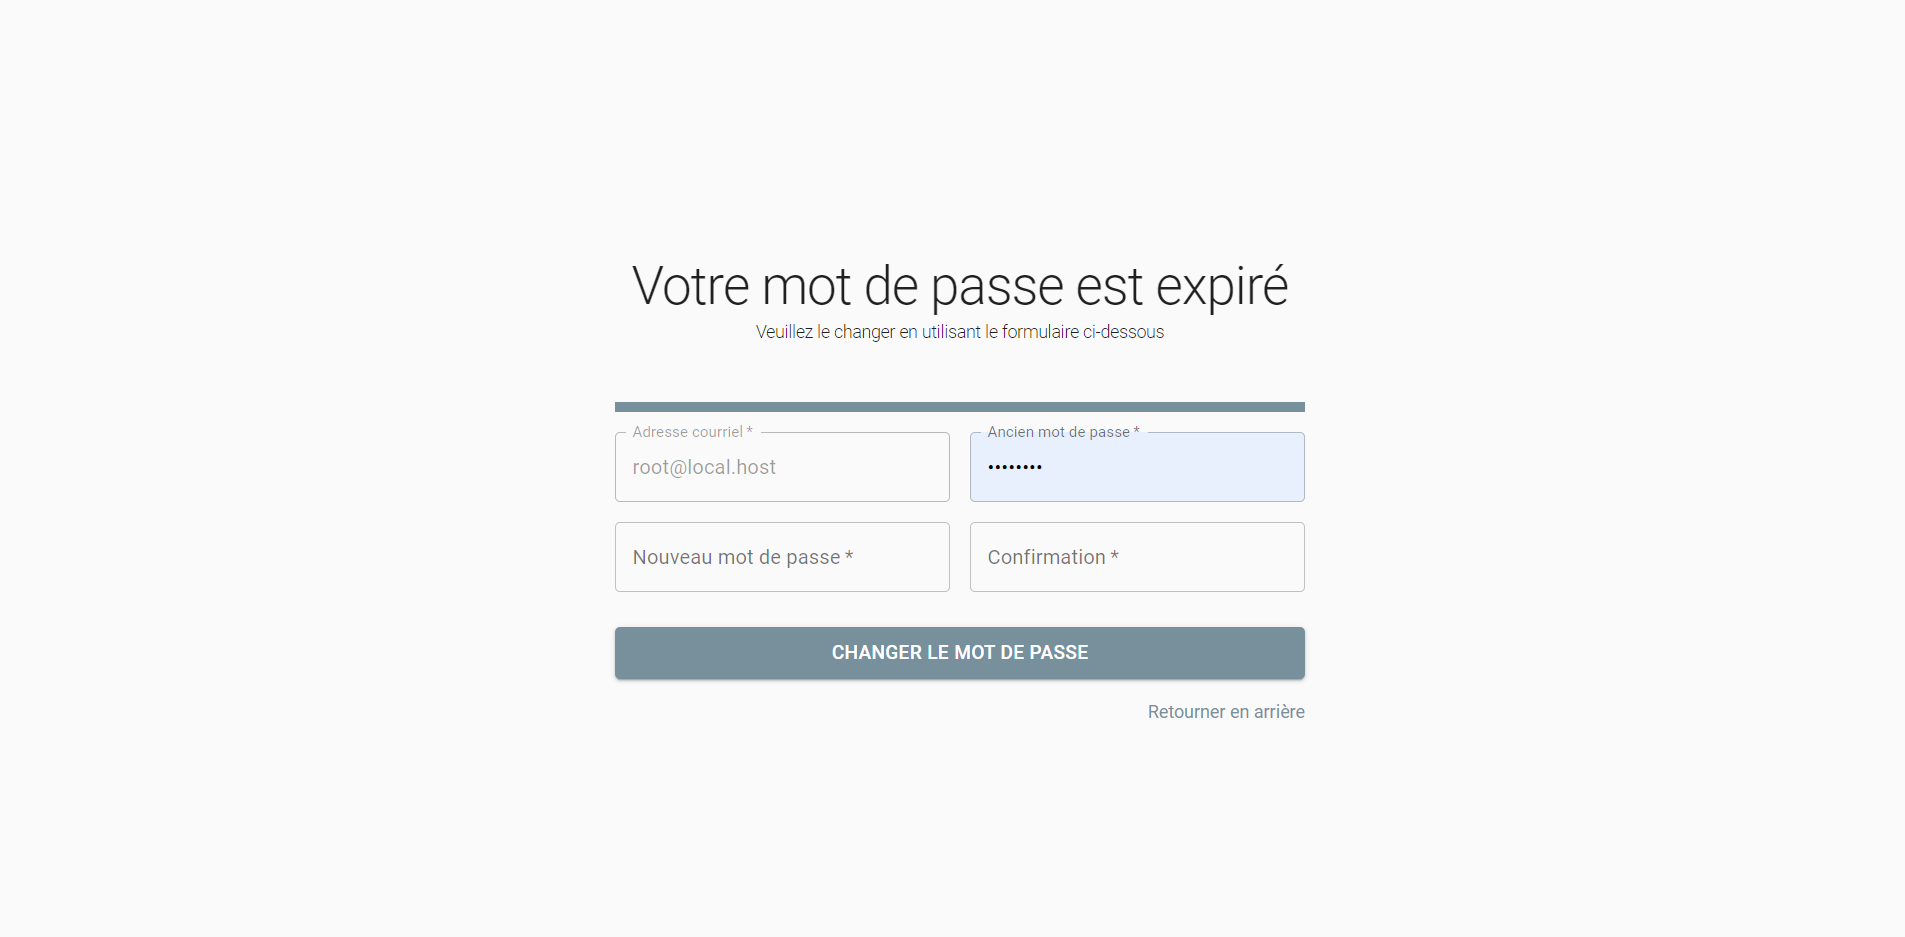 Votre mot de passe est expiré
Veuillez le changer en utilisant le formulaire ci-dessous
Adresse courriel *
root@local.host
Ancien mot de passe *
••••••••
Nouveau mot de passe *
Confirmation *
CHANGER LE MOT DE PASSE
Retourner en arrière